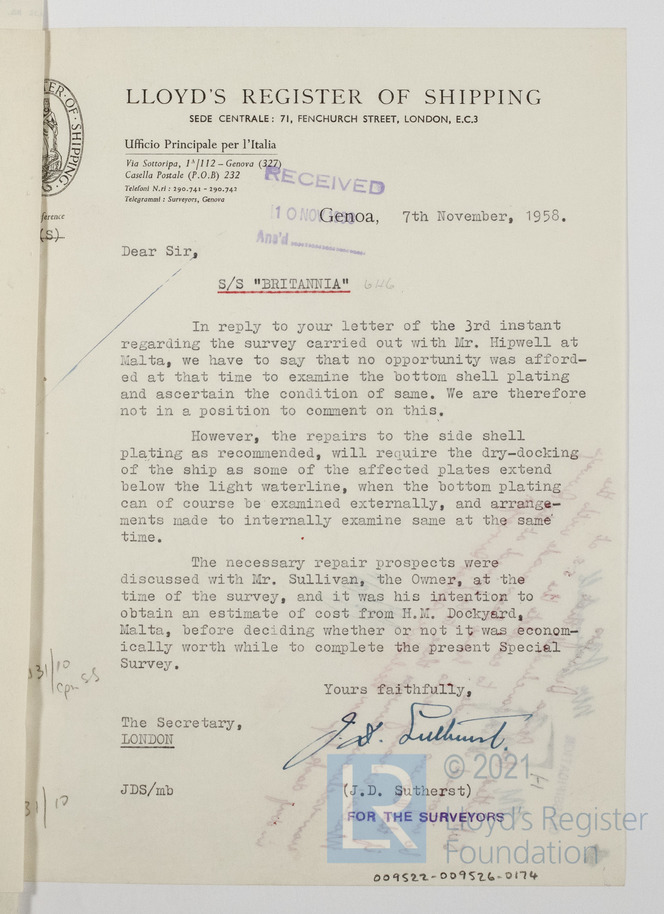 LLOYD'S REGISTER OF SHIPPING
SEDE CENTRALE: 71, FENCHURCH STREET, LONDON, E.C.3
Ufficio Principale per l'Italia
Via Sottoripa, 1ᴬ/112 – Genova (327)
Casella Postale (P.O.B) 232
Telefoni N.ri : 290.741 - 290.742
Telegrammi : Surveyors, Genova
RECEIVED
10 NOV
Ans'd
Genoa, 7th November, 1958.
ference
(S)
Dear Sir,
S/S "BRITANNIA"
In reply to your letter of the 3rd instant
regarding the survey carried out with Mr. Hipwell at
Malta, we have to say that no opportunity was afford-
ed at that time to examine the bottom shell plating
and ascertain the condition of same. We are therefore
not in a position to comment on this.
However, the repairs to the side shell
plating as recommended, will require the dry-docking
of the ship as some of the affected plates extend
below the light waterline, when the bottom plating
can of course be examined externally, and arrange-
ments made to internally examine same at the same
time.
The necessary repair prospects were
discussed with Mr. Sullivan, the Owner, at the
time of the survey, and it was his intention to
obtain an estimate of cost from H.M. Dockyard,
Malta, before deciding whether or not it was econom-
ically worth while to complete the present Special
Survey.
31/10
Yours faithfully,
The Secretary,
LONDON
J.D. Sutherst.
JDS/mb
(J.D. Sutherst)
FOR THE SURVEYORS
31/10
LR
© 2021
Lloyd's Register
Foundation
009522-009526-0174